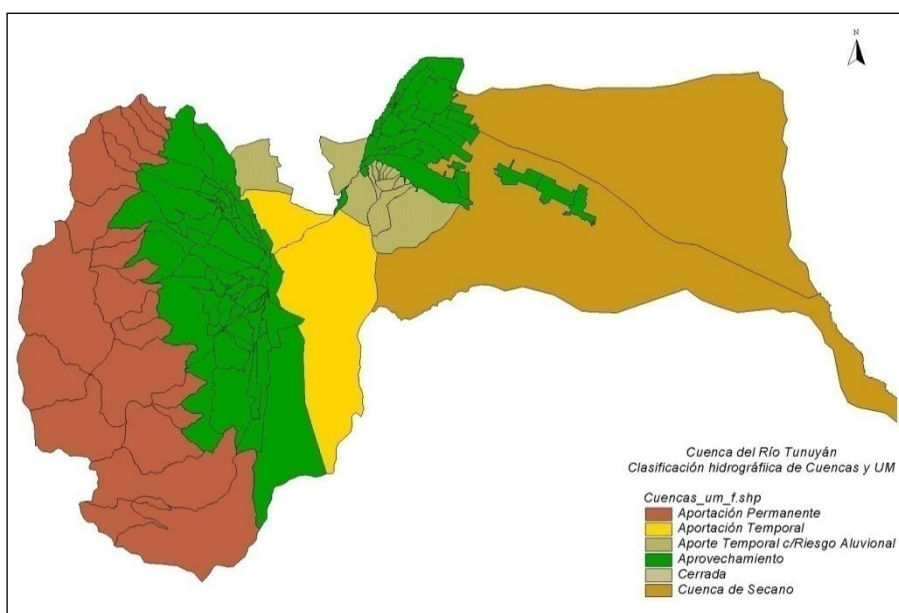 N
Cuenca del Río Tunuyán
Clasificación hidrográfiica de Cuencas y UM
Cuencas_um_f.shp
Aportación Permanente
Aportación Temporal
Aporte Temporal c/Riesgo Aluvional
Aprovechamiento
Cerrada
Cuenca de Secano